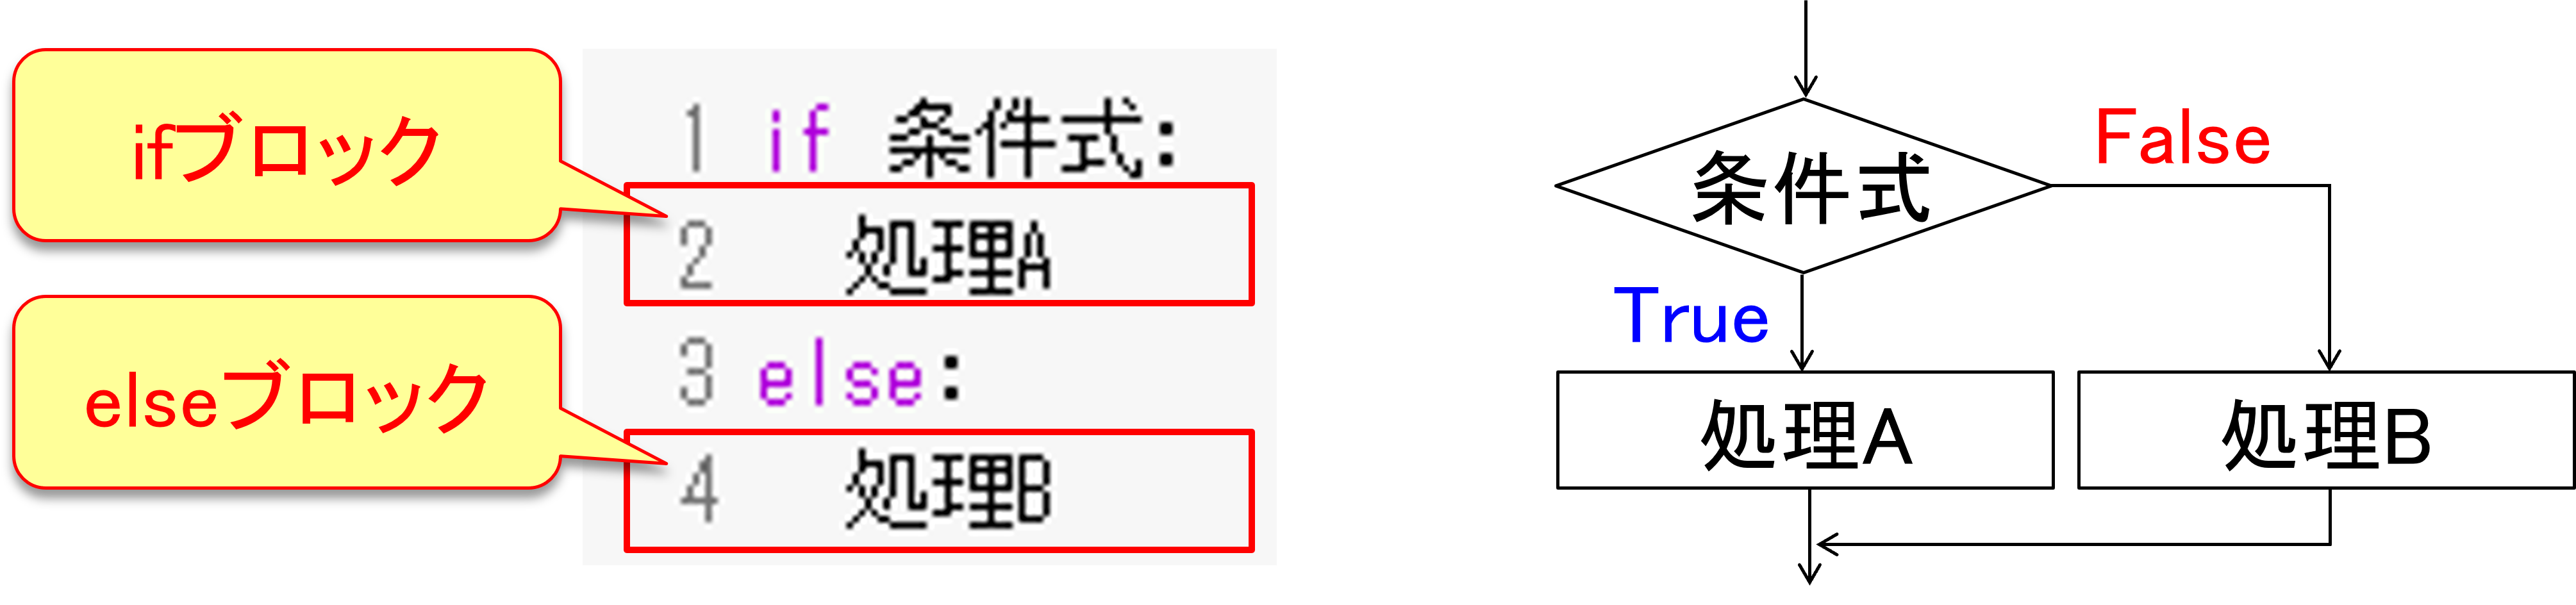 ifブロック
elseブロック
1 if 条件式:
2 処理A
3 else:
4 処理B
条件式
False
True
処理A
処理B